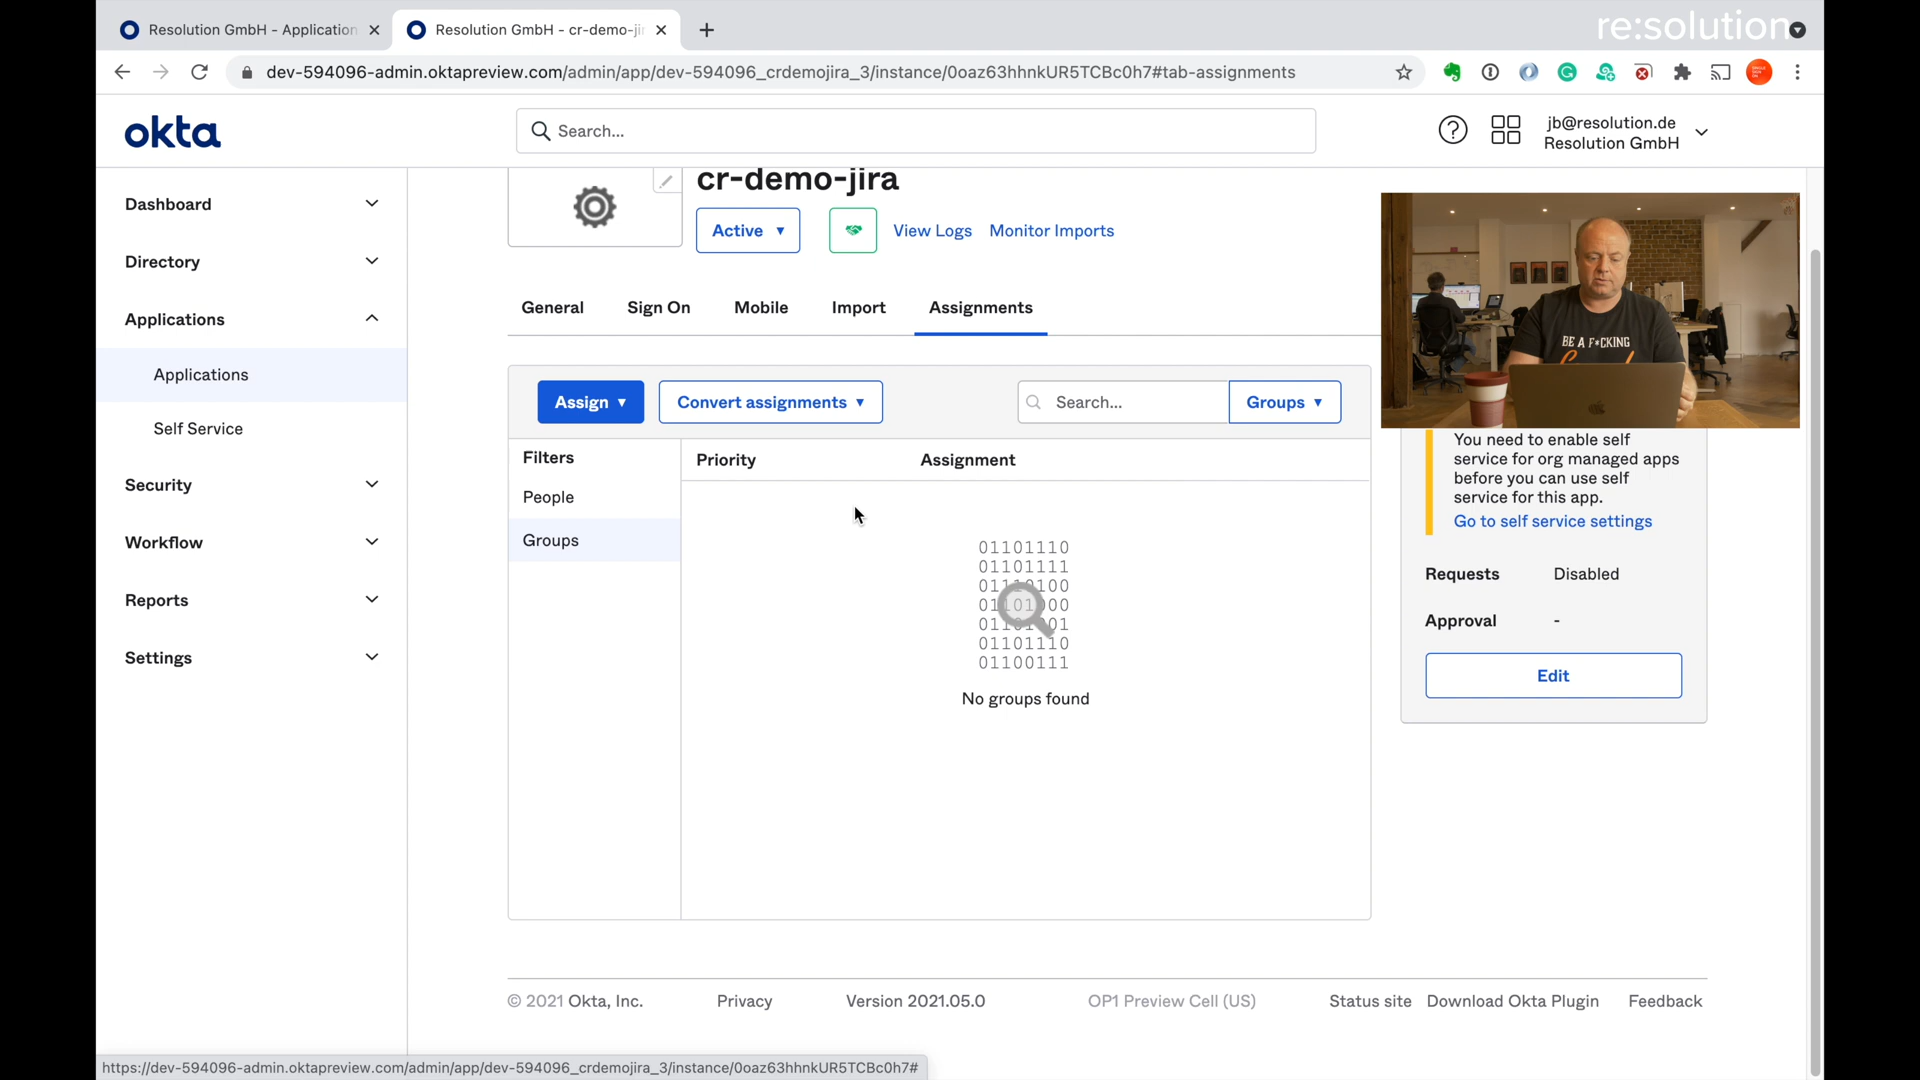 Resolution GmbH - Application
Resolution GmbH - cr-demo-ji
re:solution
dev-594096-admin.oktapreview.com/admin/app/dev-594096_crdemojira_3/instance/0oaz63hhnkUR5TCBc0h7#tab-assignments
okta
Search...
jb@resolution.de
Resolution GmbH
Dashboard
Directory
Applications
Applications
Self Service
Security
Workflow
Reports
Settings
cr-demo-jira
Active
View Logs
Monitor Imports
General
Sign On
Mobile
Import
Assignments
Assign
Convert assignments
Search...
Groups
Filters
People
Groups
Priority
Assignment
01101110
01101111
01110100
01101000
01101001
01101110
01100111
No groups found
BE A F*CKING
You need to enable self
service for org managed apps
before you can use self
service for this app.
Go to self service settings
Requests
Disabled
Approval
-
Edit
© 2021 Okta, Inc.
Privacy
Version 2021.05.0
OP1 Preview Cell (US)
Status site
Download Okta Plugin
Feedback
https://dev-594096-admin.oktapreview.com/admin/app/dev-594096_crdemojira_3/instance/0oaz63hhnkUR5TCBc0h7#